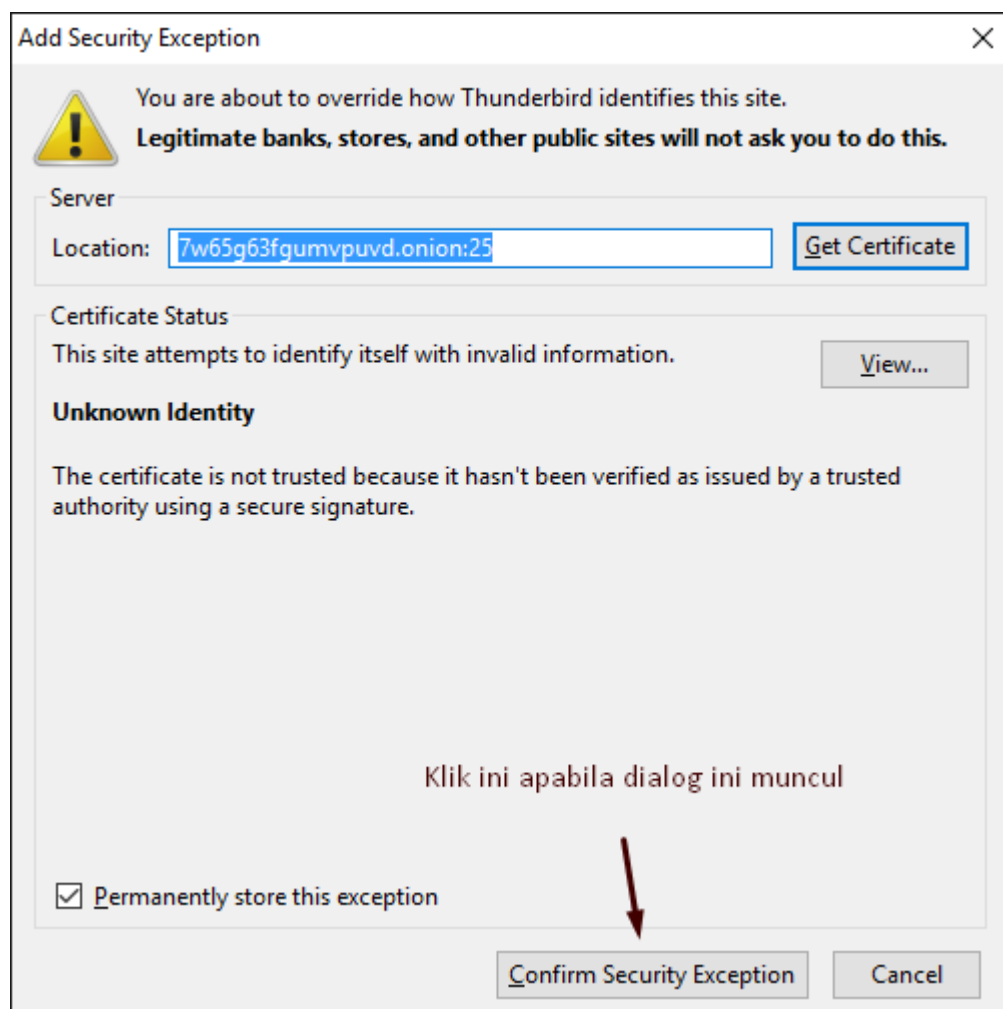 Add Security Exception
You are about to override how Thunderbird identifies this site.
Legitimate banks, stores, and other public sites will not ask you to do this.
Server
Location:
7w65g63fgumvpuvd.onion:25
Get Certificate
Certificate Status
This site attempts to identify itself with invalid information.
View...
Unknown Identity
The certificate is not trusted because it hasn't been verified as issued by a trusted
authority using a secure signature.
Klik ini apabila dialog ini muncul
Permanently store this exception
Confirm Security Exception
Cancel